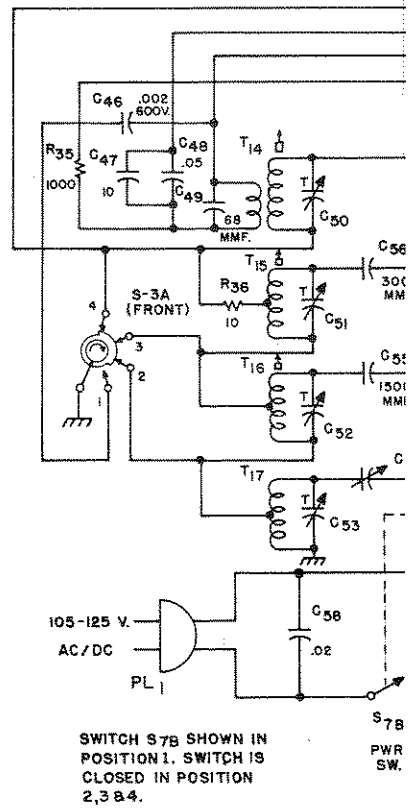 C46
.002
600V.
C48
.05
R35
C47
T14
1000
10
C49
T
C50
68
MMF.
T15
C56
S-3A
(FRONT)
R36
300
MM
4
10
T
C51
3
T16
C55
2
1500
MMF
1
T
C52
T17
C
T
C53
105-125 V.
AC/DC
C58
.02
PL1
S7B
SWITCH S7B SHOWN IN
POSITION 1. SWITCH IS
CLOSED IN POSITION
2,3 &4.
PWR
SW.